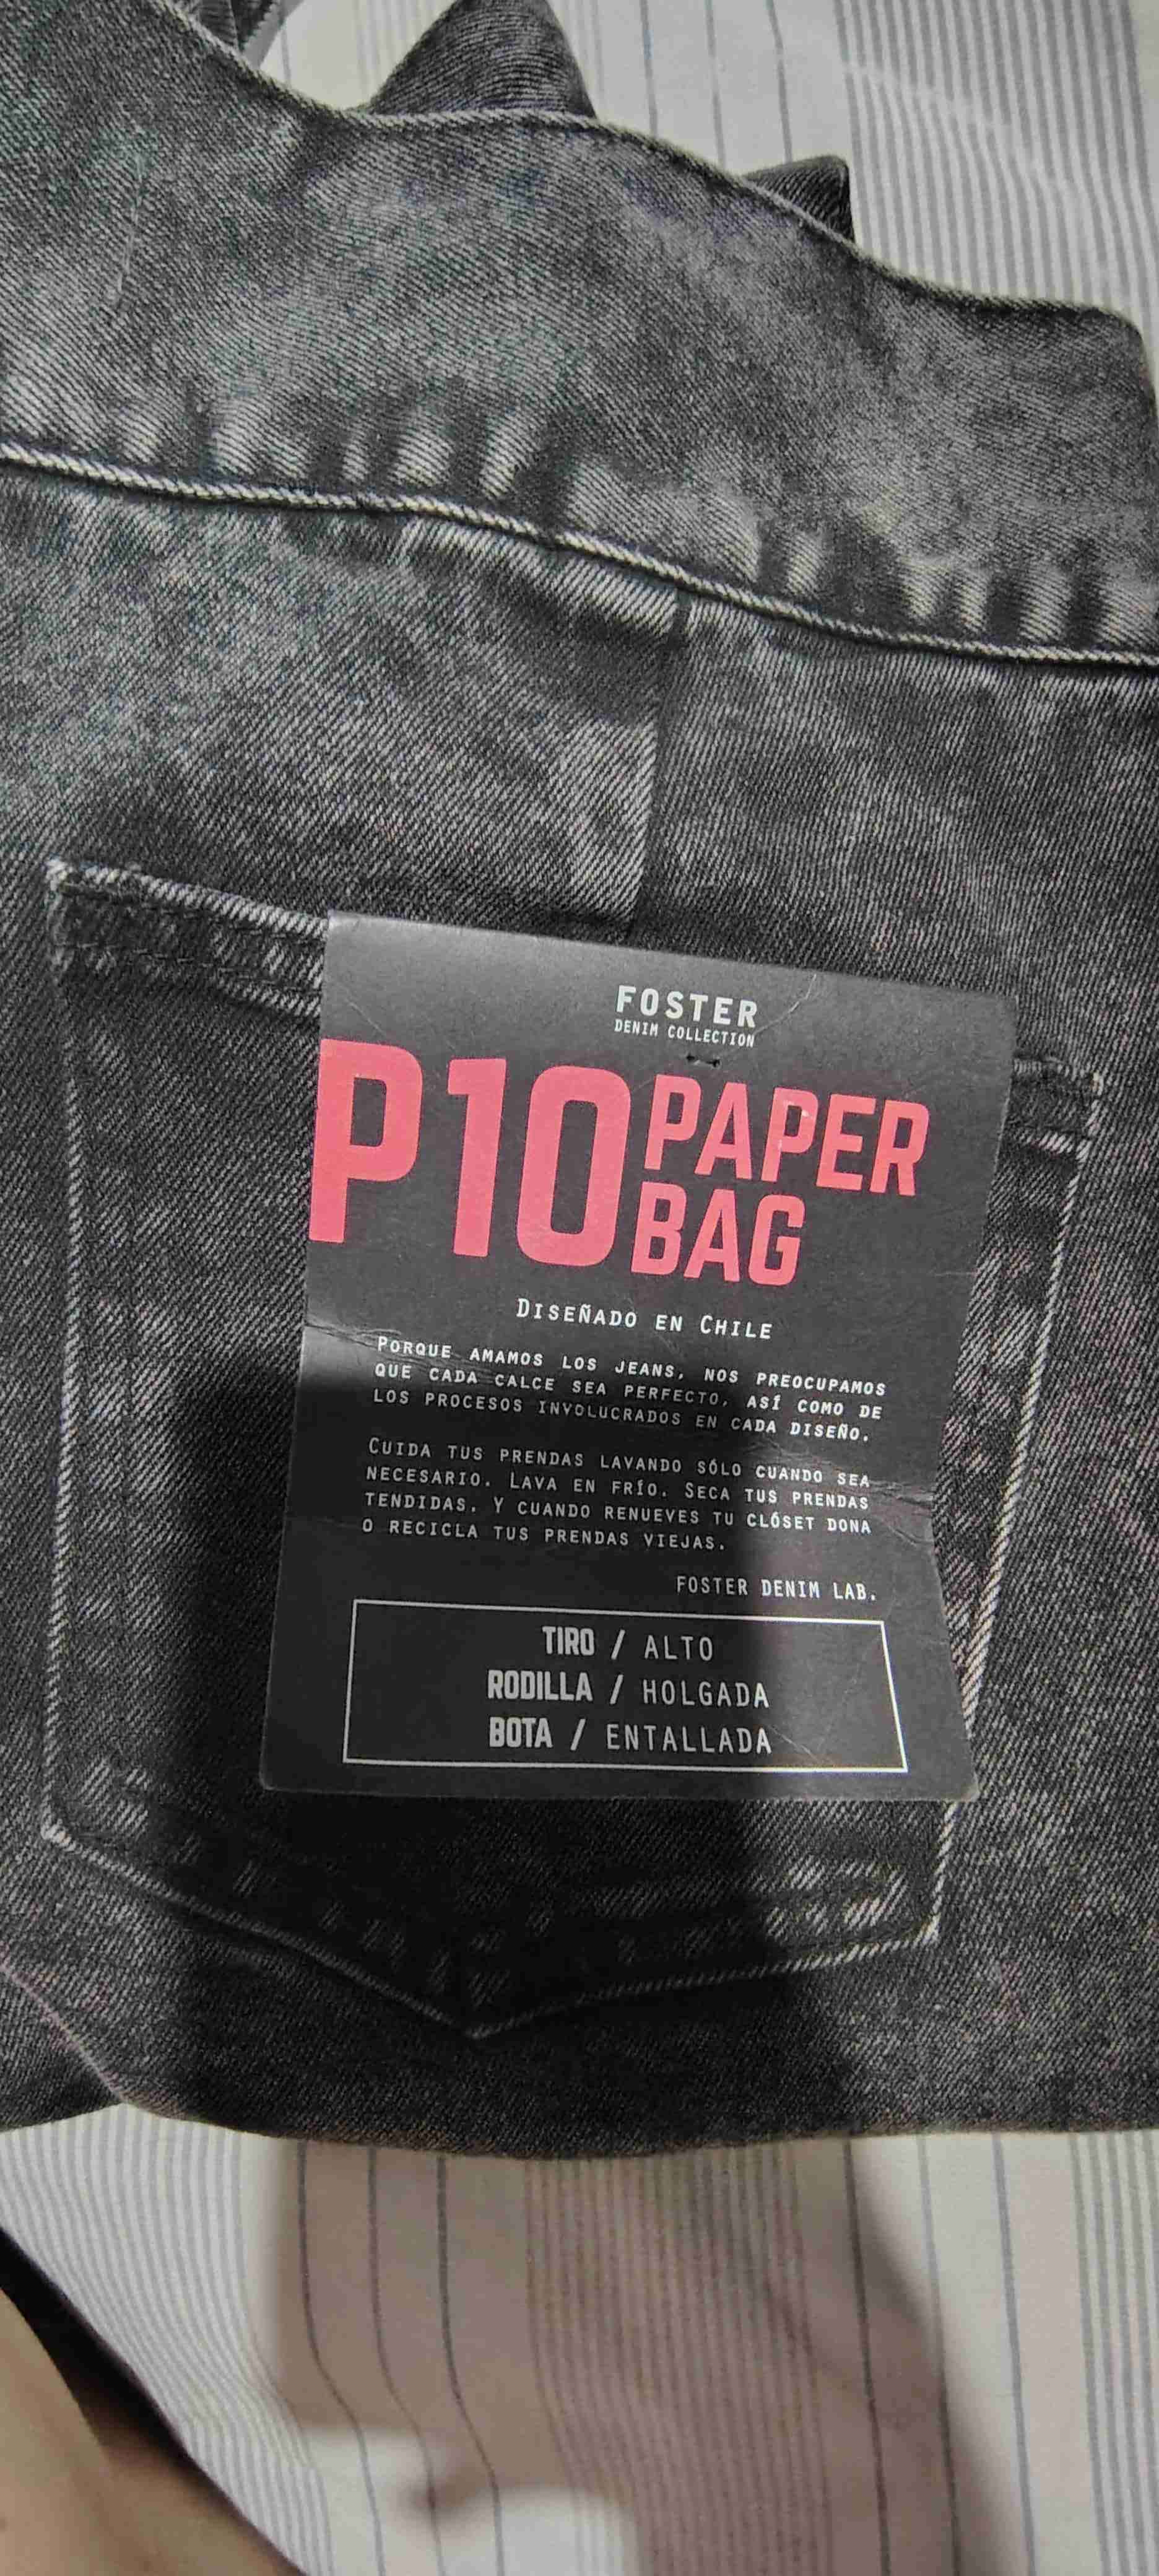 FOSTER
DENIM COLLECTION
P10 PAPER
BAG
DISEÑADO EN CHILE
PORQUE AMAMOS LOS JEANS, NOS PREOCUPAMOS
QUE CADA CALCE SEA PERFECTO, ASÍ COMO DE
LOS PROCESOS INVOLUCRADOS EN CADA DISEÑO.
CUIDA TUS PRENDAS LAVANDO SÓLO CUANDO SEA
NECESARIO. LAVA EN FRÍO. SECA TUS PRENDAS
TENDIDAS. Y CUANDO RENUEVES TU CLÓSET DONA
O RECICLA TUS PRENDAS VIEJAS.
FOSTER DENIM LAB.
TIRO / ALTO
RODILLA / HOLGADA
BOTA / ENTALLADA